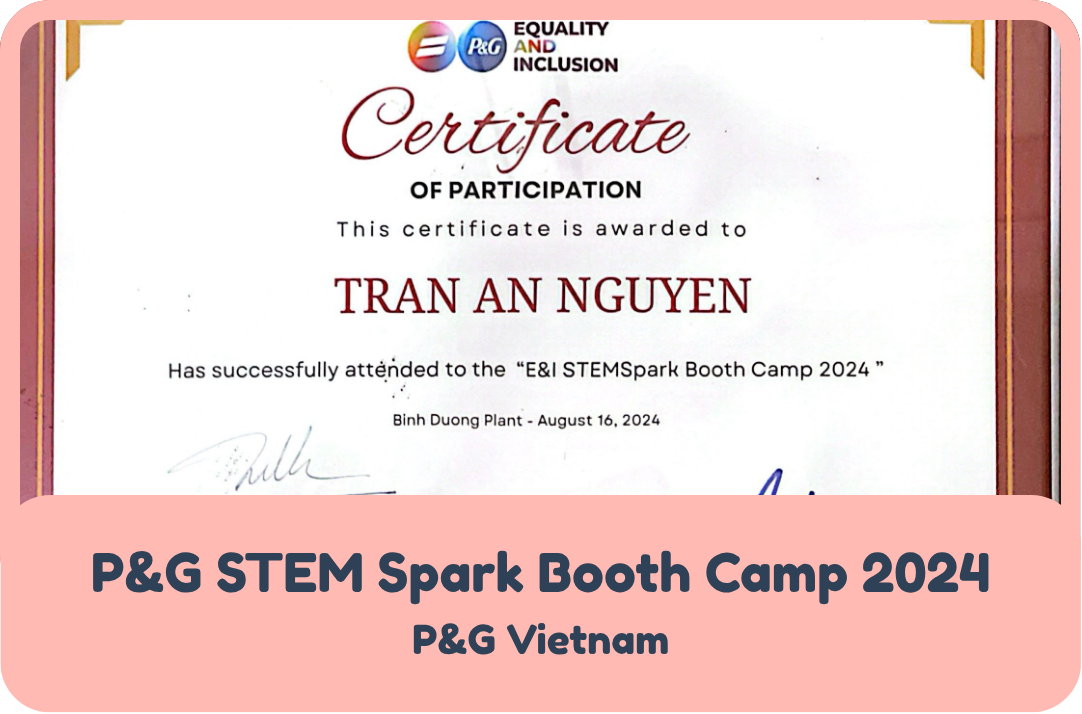 EQUALITY
AND
INCLUSION
P&G
Certificate
OF PARTICIPATION
This certificate is awarded to
TRAN AN NGUYEN
Has successfully attended to the “E&I STEMSpark Booth Camp 2024 ”
Binh Duong Plant - August 16, 2024
P&G STEM Spark Booth Camp 2024
P&G Vietnam